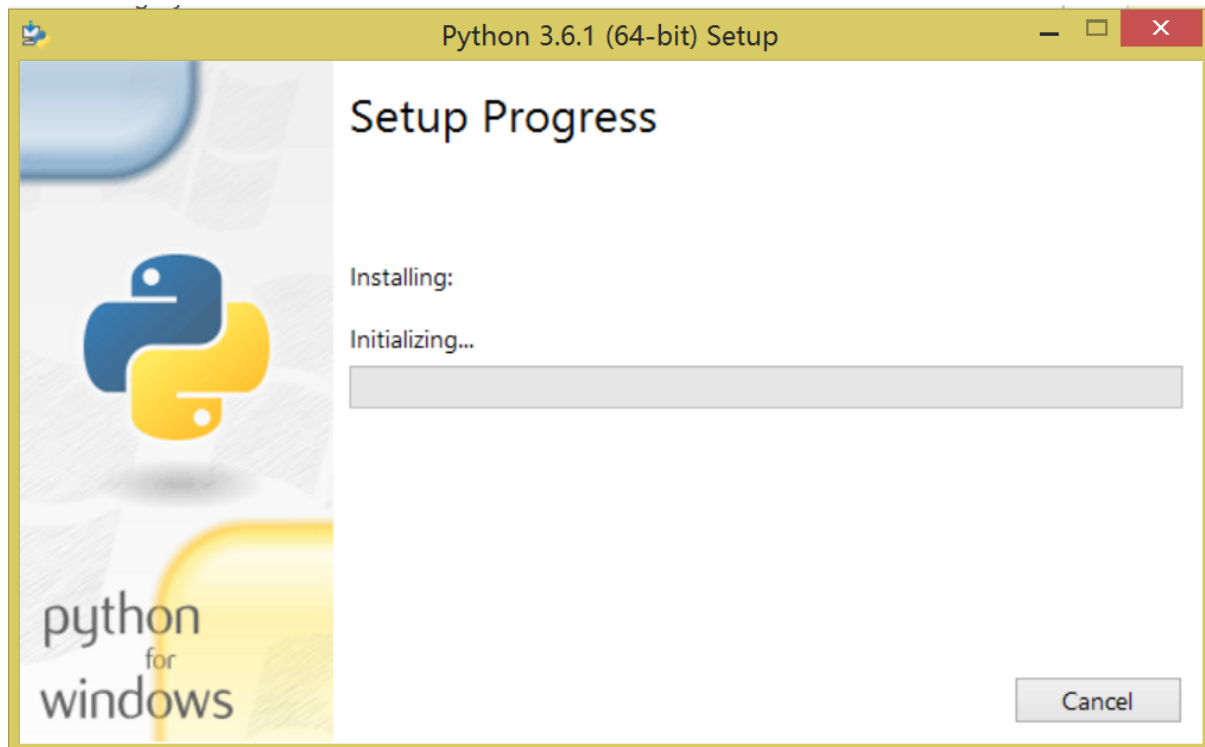 Python 3.6.1 (64-bit) Setup
Setup Progress
Installing:
Initializing...
python
for
windows
Cancel